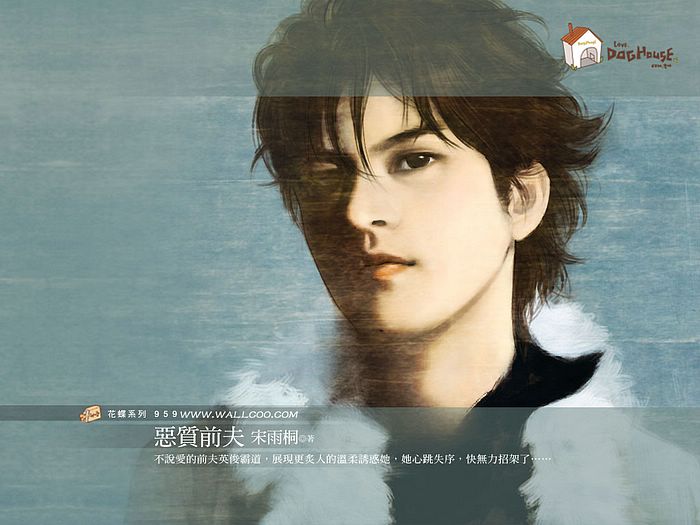 Love
DOGHOUSE
花蝶系列 959 WWW.WALLCOO.COM
惡質前夫 宋雨桐◎著
不說愛的前夫英俊霸道，展現更炙人的溫柔誘惑她，她心跳失序，快無力招架了……